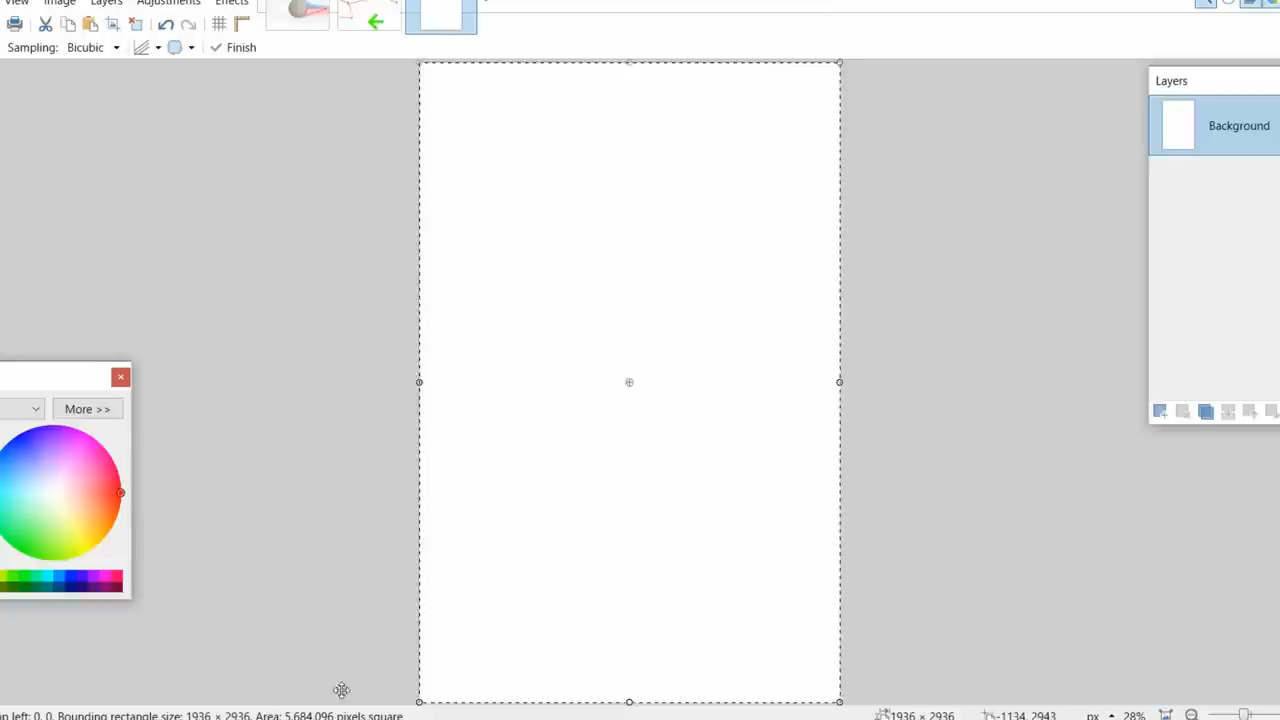 View Image Layers Adjustments Effects
Sampling: Bicubic Finish
Layers
Background
More >>
left: 0, 0. Bounding rectangle size: 1936 × 2936. Area: 5,684,096 pixels square
1936 × 2936 -1134, 2943 px 28%